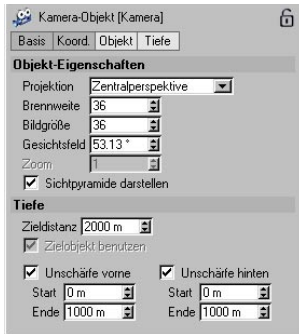 Kamera-Objekt [Kamera]
Basis Koord. Objekt Tiefe
Objekt-Eigenschaften
Projektion Zentralperspektive
Brennweite 36
Bildgröße 36
Gesichtsfeld 53.13 °
Zoom 1
Sichtpyramide darstellen
Tiefe
Zieldistanz 2000 m
Zielobjekt benutzen
Unschärfe vorne Unschärfe hinten
Start 0 m Start 0 m
Ende 1000 m Ende 1000 m